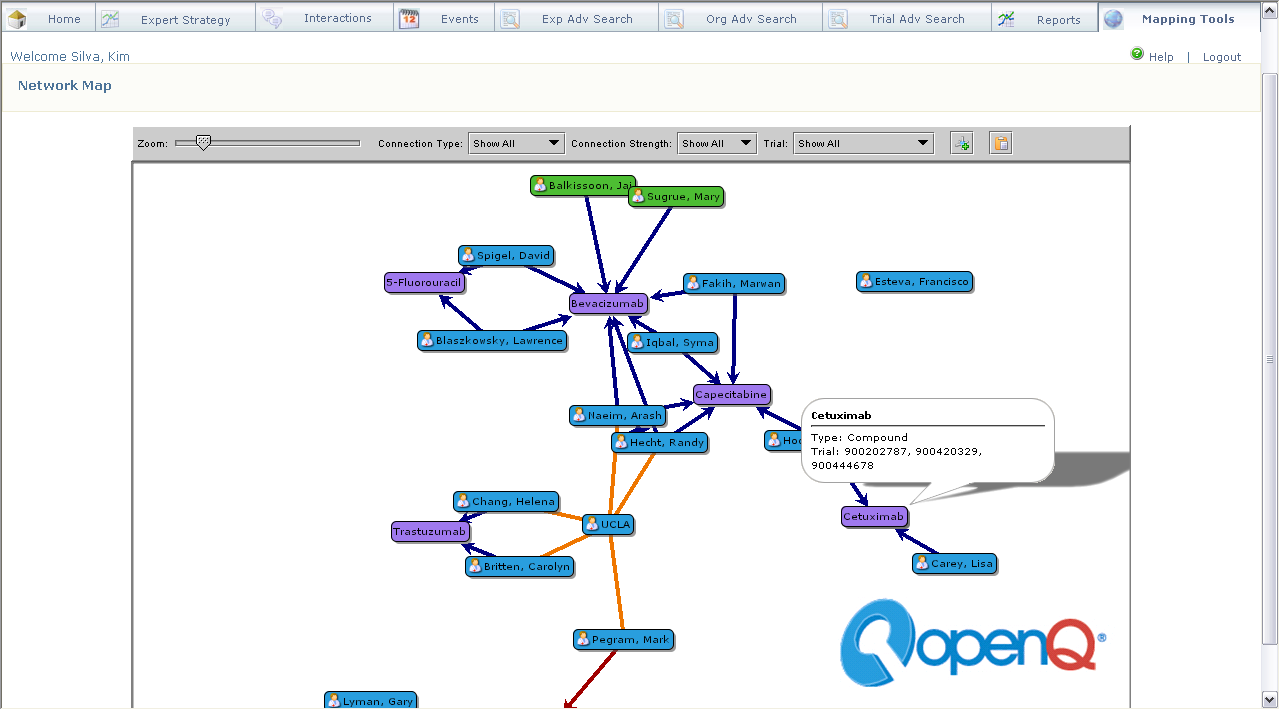 Home Expert Strategy Interactions 12 Events Exp Adv Search Org Adv Search Trial Adv Search Reports Mapping Tools
Welcome Silva, Kim
? Help | Logout
Network Map
Zoom: Connection Type: Show All Connection Strength: Show All Trial: Show All
Balkissoon, Jai
Sugrue, Mary
Spigel, David
5-Fluorouracil
Fakih, Marwan
Esteva, Francisco
Bevacizumab
Blaszkowsky, Lawrence
Iqbal, Syma
Capecitabine
Naeim, Arash
Hecht, Randy
Cetuximab
Type: Compound
Trial: 900202787, 900420329,
900444678
Chang, Helena
Trastuzumab
UCLA
Cetuximab
Britten, Carolyn
Carey, Lisa
Pegram, Mark
openQ®
Lyman, Gary